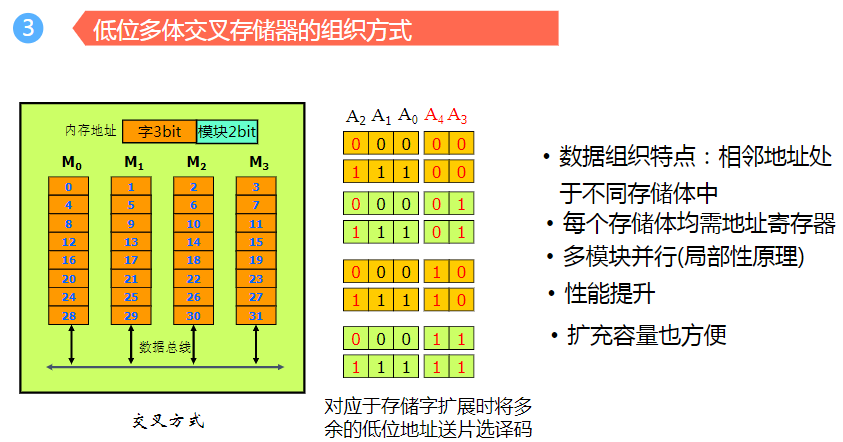 3 低位多体交叉存储器的组织方式
内存地址 字3bit 模块2bit
M0 M1 M2 M3
0 1 2 3
4 5 6 7
8 9 10 11
12 13 14 15
16 17 18 19
20 21 22 23
24 25 26 27
28 29 30 31
数据总线
交叉方式
A2 A1 A0 A4 A3
0 0 0 0 0
1 1 1 0 0
0 0 0 0 1
1 1 1 0 1
0 0 0 1 0
1 1 1 1 0
0 0 0 1 1
1 1 1 1 1
对应于存储字扩展时将多
余的低位地址送片选译码
• 数据组织特点：相邻地址处
于不同存储体中
• 每个存储体均需地址寄存器
• 多模块并行(局部性原理)
• 性能提升
• 扩充容量也方便